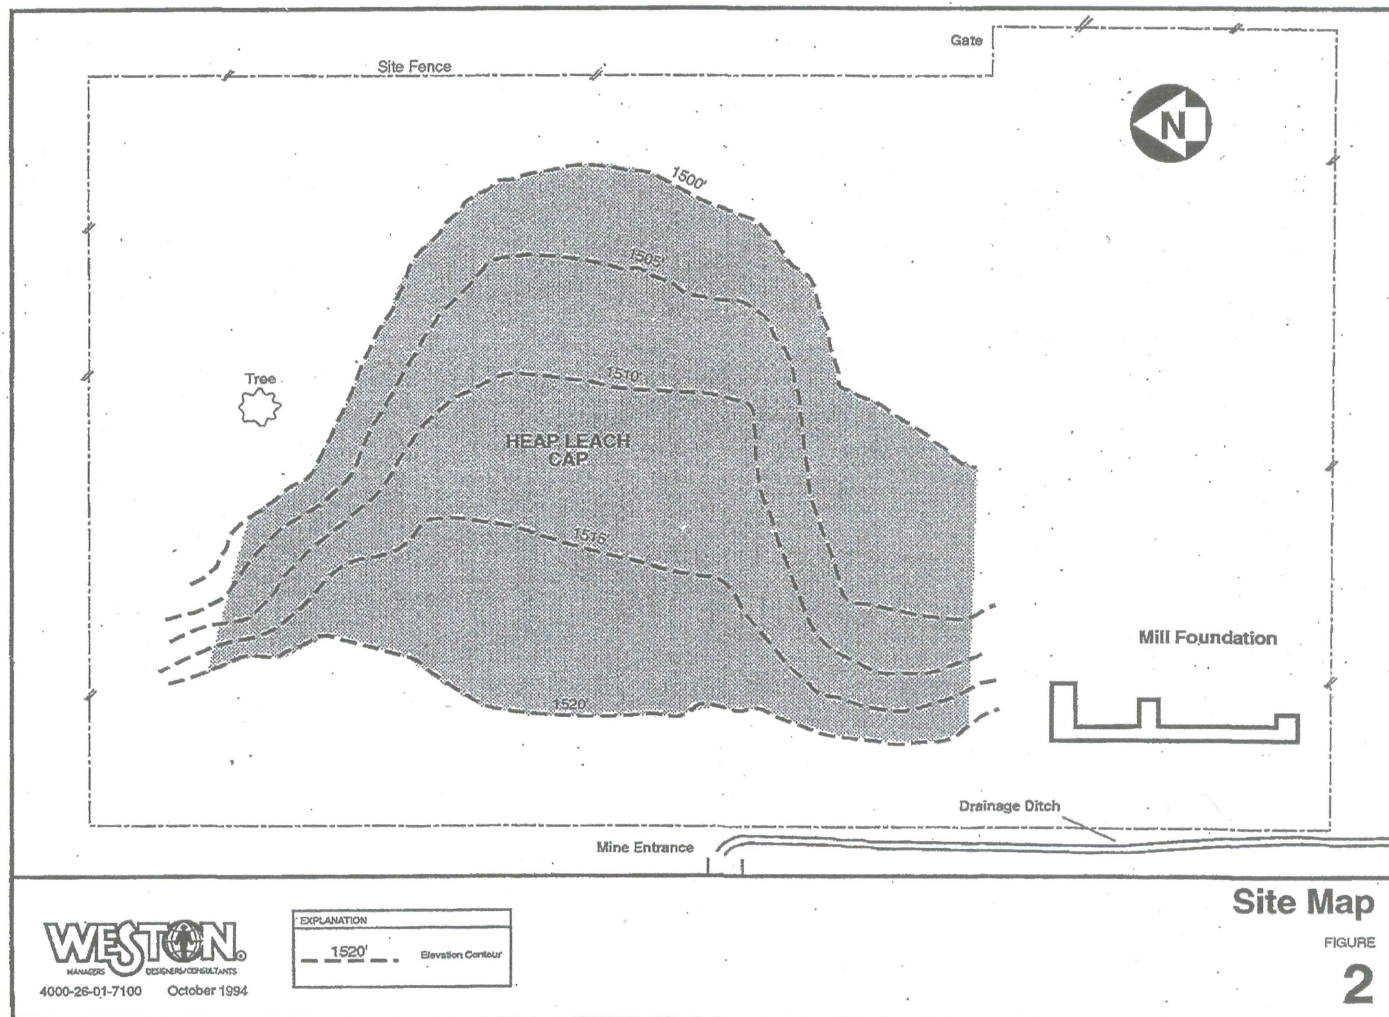 Gate
Site Fence
N
1500'
1505'
Tree
1510'
HEAP LEACH
CAP
1515'
Mill Foundation
1520'
Drainage Ditch
Mine Entrance
Site Map
FIGURE
2
WESTON®
MANAGERS DESIGNERS/CONSULTANTS
4000-26-01-7100 October 1994
EXPLANATION
1520' Elevation Contour